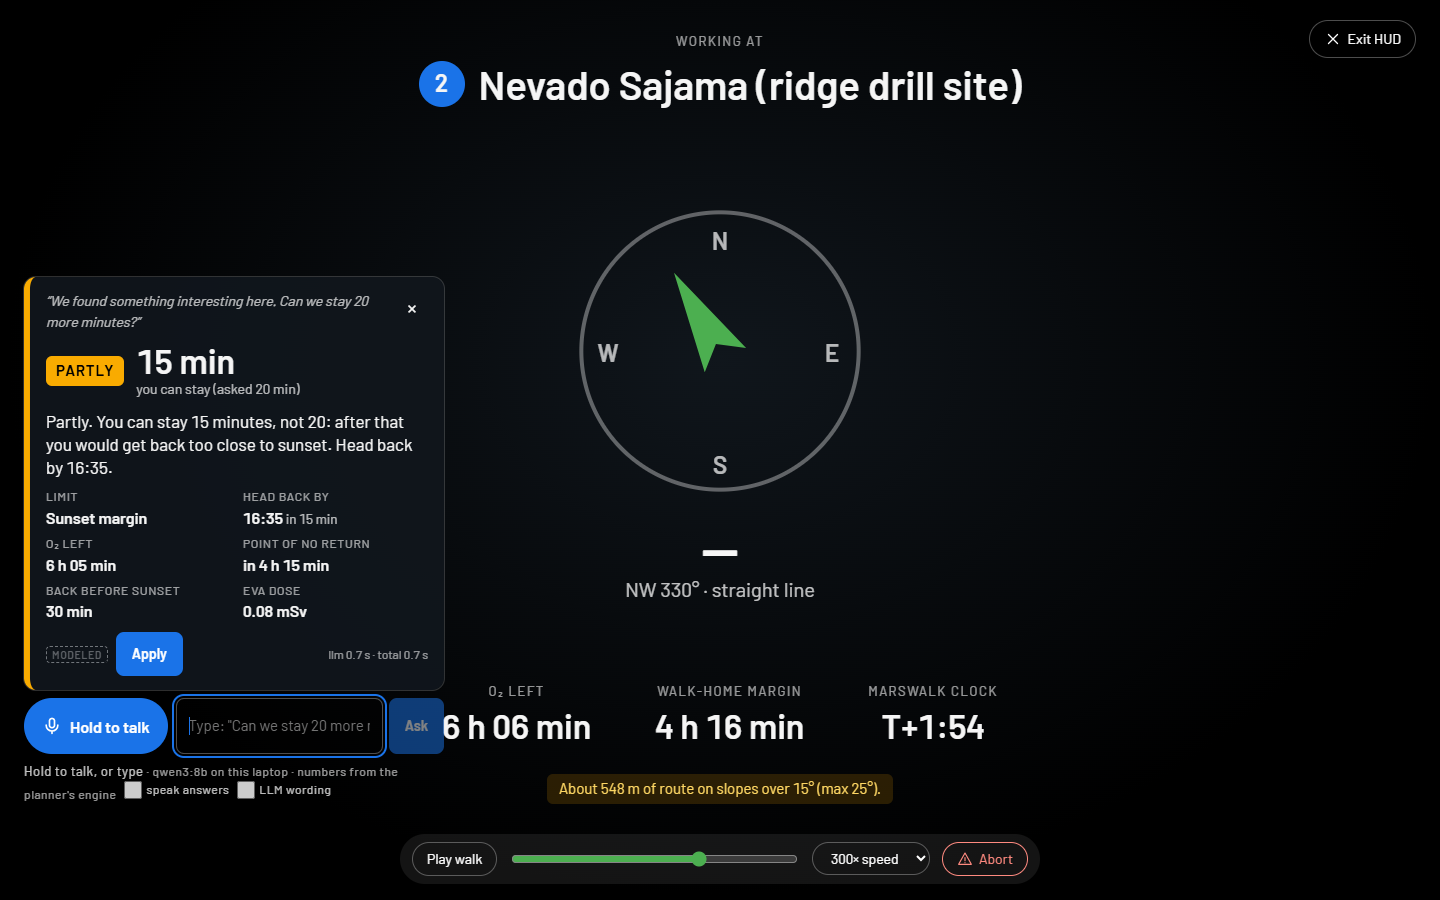 WORKING AT
Exit HUD
2 Nevado Sajama (ridge drill site)
N
W
E
S
—
NW 330° · straight line
"We found something interesting here. Can we stay 20
more minutes?"
×
PARTLY
15 min
you can stay (asked 20 min)
Partly. You can stay 15 minutes, not 20: after that
you would get back too close to sunset. Head back
by 16:35.
LIMIT
Sunset margin
HEAD BACK BY
16:35 in 15 min
O₂ LEFT
6 h 05 min
POINT OF NO RETURN
in 4 h 15 min
BACK BEFORE SUNSET
30 min
EVA DOSE
0.08 mSv
MODELED
Apply
llm 0.7 s · total 0.7 s
Hold to talk
Type: "Can we stay 20 more r
Ask
Hold to talk, or type · qwen3:8b on this laptop · numbers from the
planner's engine
speak answers
LLM wording
O₂ LEFT
6 h 06 min
WALK-HOME MARGIN
4 h 16 min
MARSWALK CLOCK
T+1:54
About 548 m of route on slopes over 15° (max 25°).
Play walk
300× speed
Abort